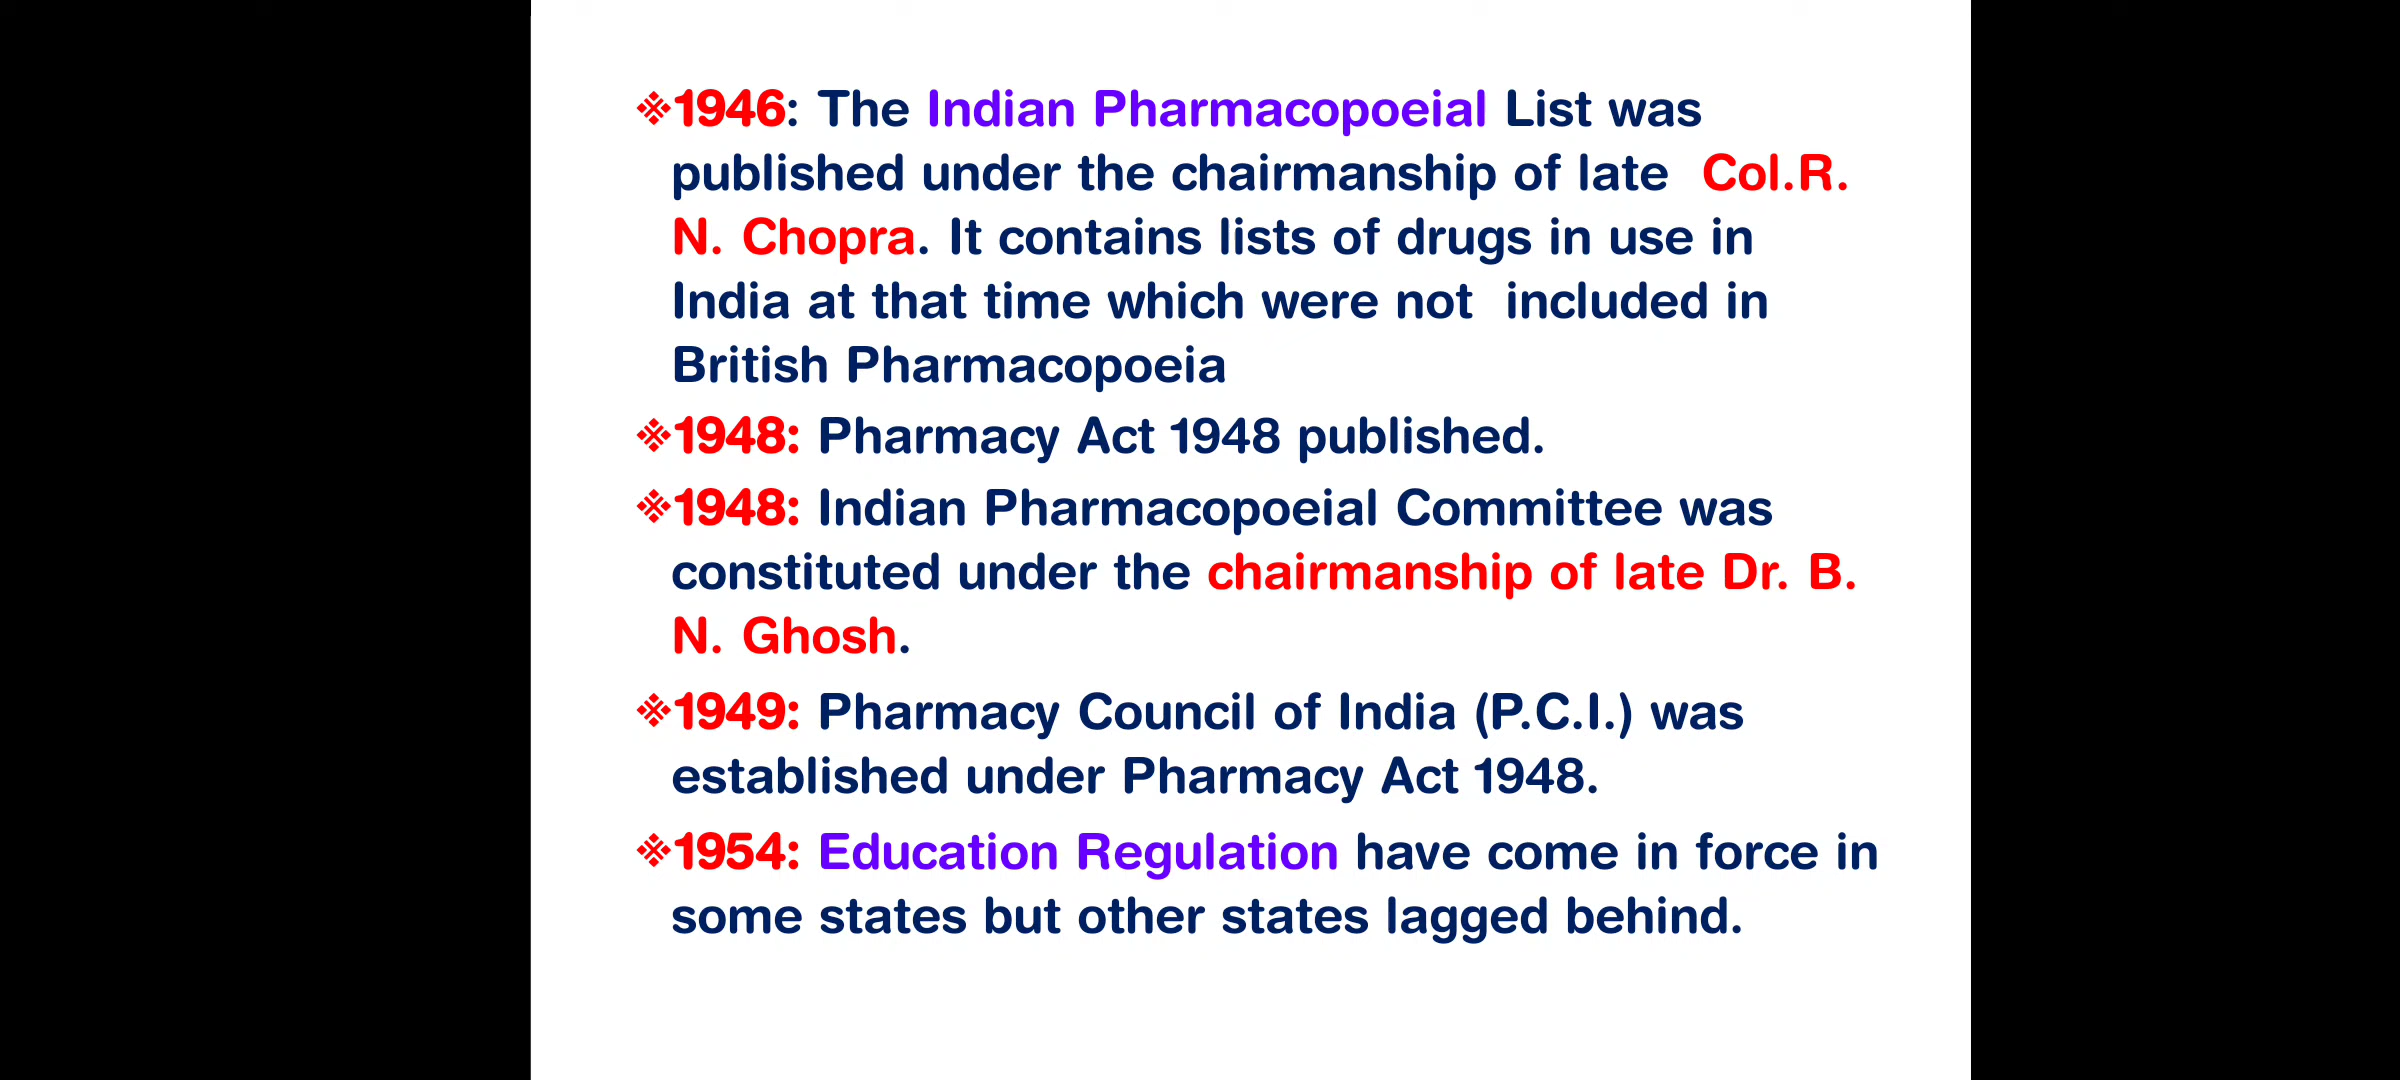 ❖1946: The Indian Pharmacopoeial List was
published under the chairmanship of late  Col.R.
N. Chopra. It contains lists of drugs in use in
India at that time which were not  included in
British Pharmacopoeia
❖1948: Pharmacy Act 1948 published.
❖1948: Indian Pharmacopoeial Committee was
constituted under the chairmanship of late Dr. B.
N. Ghosh.
❖1949: Pharmacy Council of India (P.C.I.) was
established under Pharmacy Act 1948.
❖1954: Education Regulation have come in force in
some states but other states lagged behind.